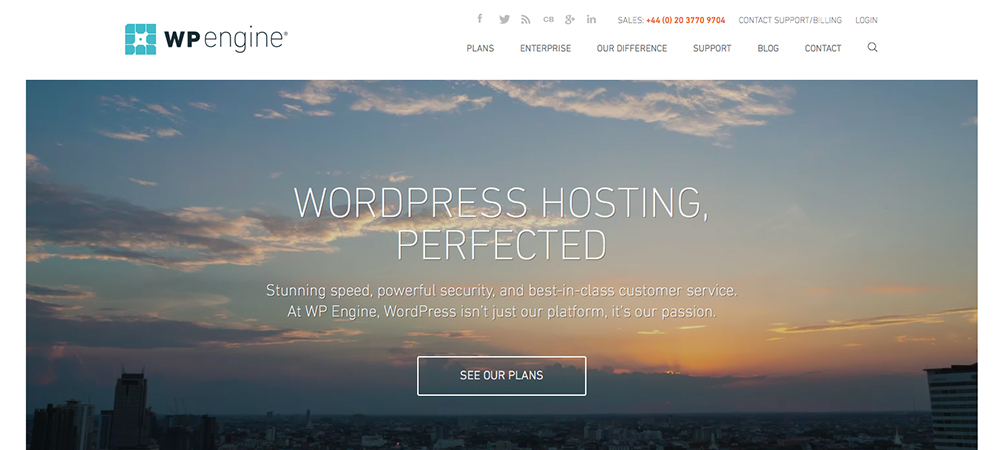 WP engine®
f CB g+ in SALES: +44 (0) 20 3770 9704 CONTACT SUPPORT/BILLING LOGIN
PLANS ENTERPRISE OUR DIFFERENCE SUPPORT BLOG CONTACT
WORDPRESS HOSTING,
PERFECTED
Stunning speed, powerful security, and best-in-class customer service.
At WP Engine, WordPress isn't just our platform, it's our passion.
SEE OUR PLANS